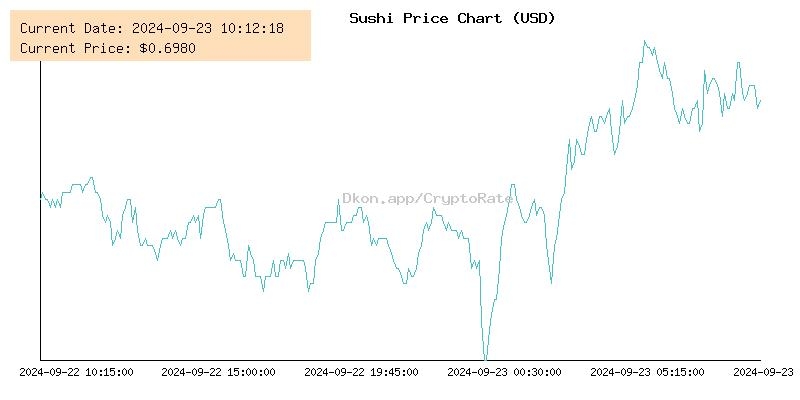 Sushi Price Chart (USD)
Current Date: 2024-09-23 10:12:18
Current Price: $0.6980
Dkon.app/CryptoRate
2024-09-22 10:15:00 2024-09-22 15:00:00 2024-09-22 19:45:00 2024-09-23 00:30:00 2024-09-23 05:15:00 2024-09-23